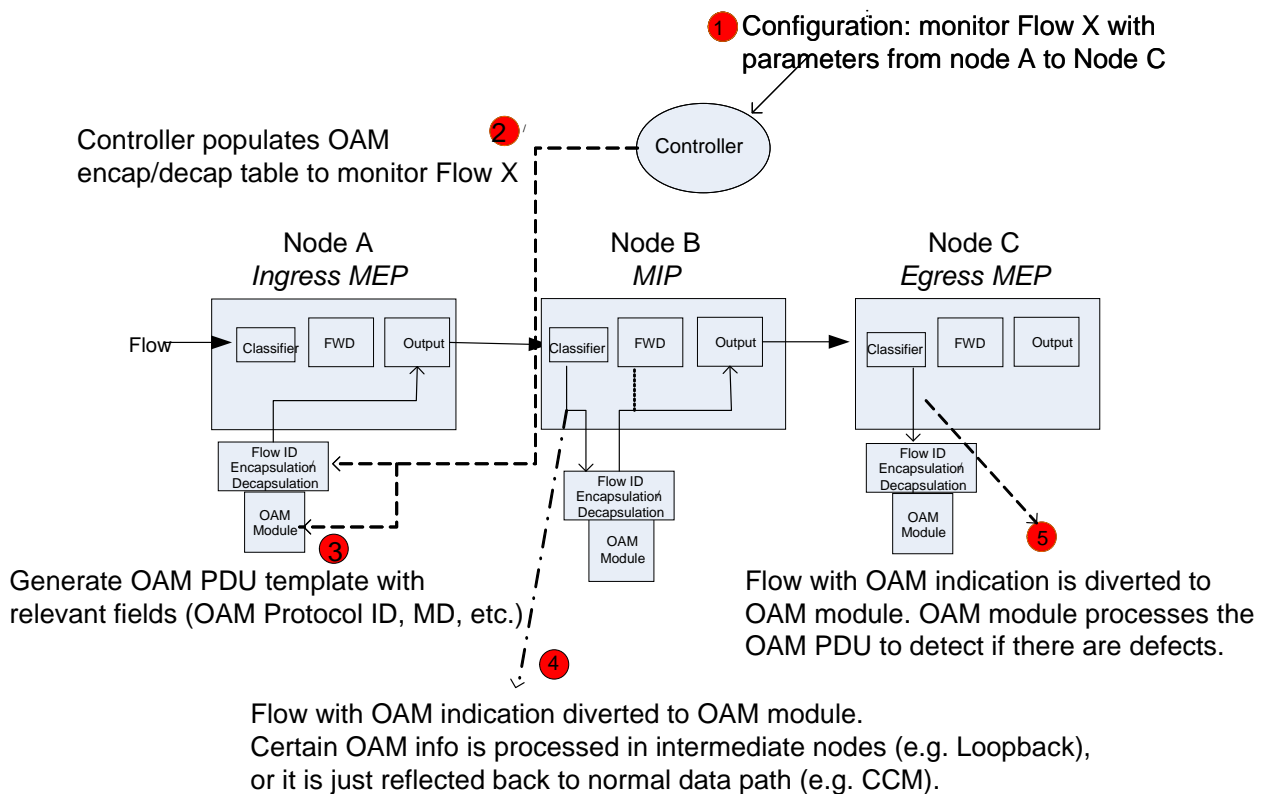 1 Configuration: monitor Flow X with
parameters from node A to Node C
2
Controller populates OAM
encap/decap table to monitor Flow X
Controller
Node A
Ingress MEP
Node B
MIP
Node C
Egress MEP
Flow
Classifier
FWD
Output
Classifier
FWD
Output
Classifier
FWD
Output
Flow ID
Encapsulation/
Decapsulation
OAM
Module
Flow ID
Encapsulation/
Decapsulation
OAM
Module
Flow ID
Encapsulation/
Decapsulation
OAM
Module
3
Generate OAM PDU template with
relevant fields (OAM Protocol ID, MD, etc.)
5
Flow with OAM indication is diverted to
OAM module. OAM module processes the
OAM PDU to detect if there are defects.
4
Flow with OAM indication diverted to OAM module.
Certain OAM info is processed in intermediate nodes (e.g. Loopback),
or it is just reflected back to normal data path (e.g. CCM).